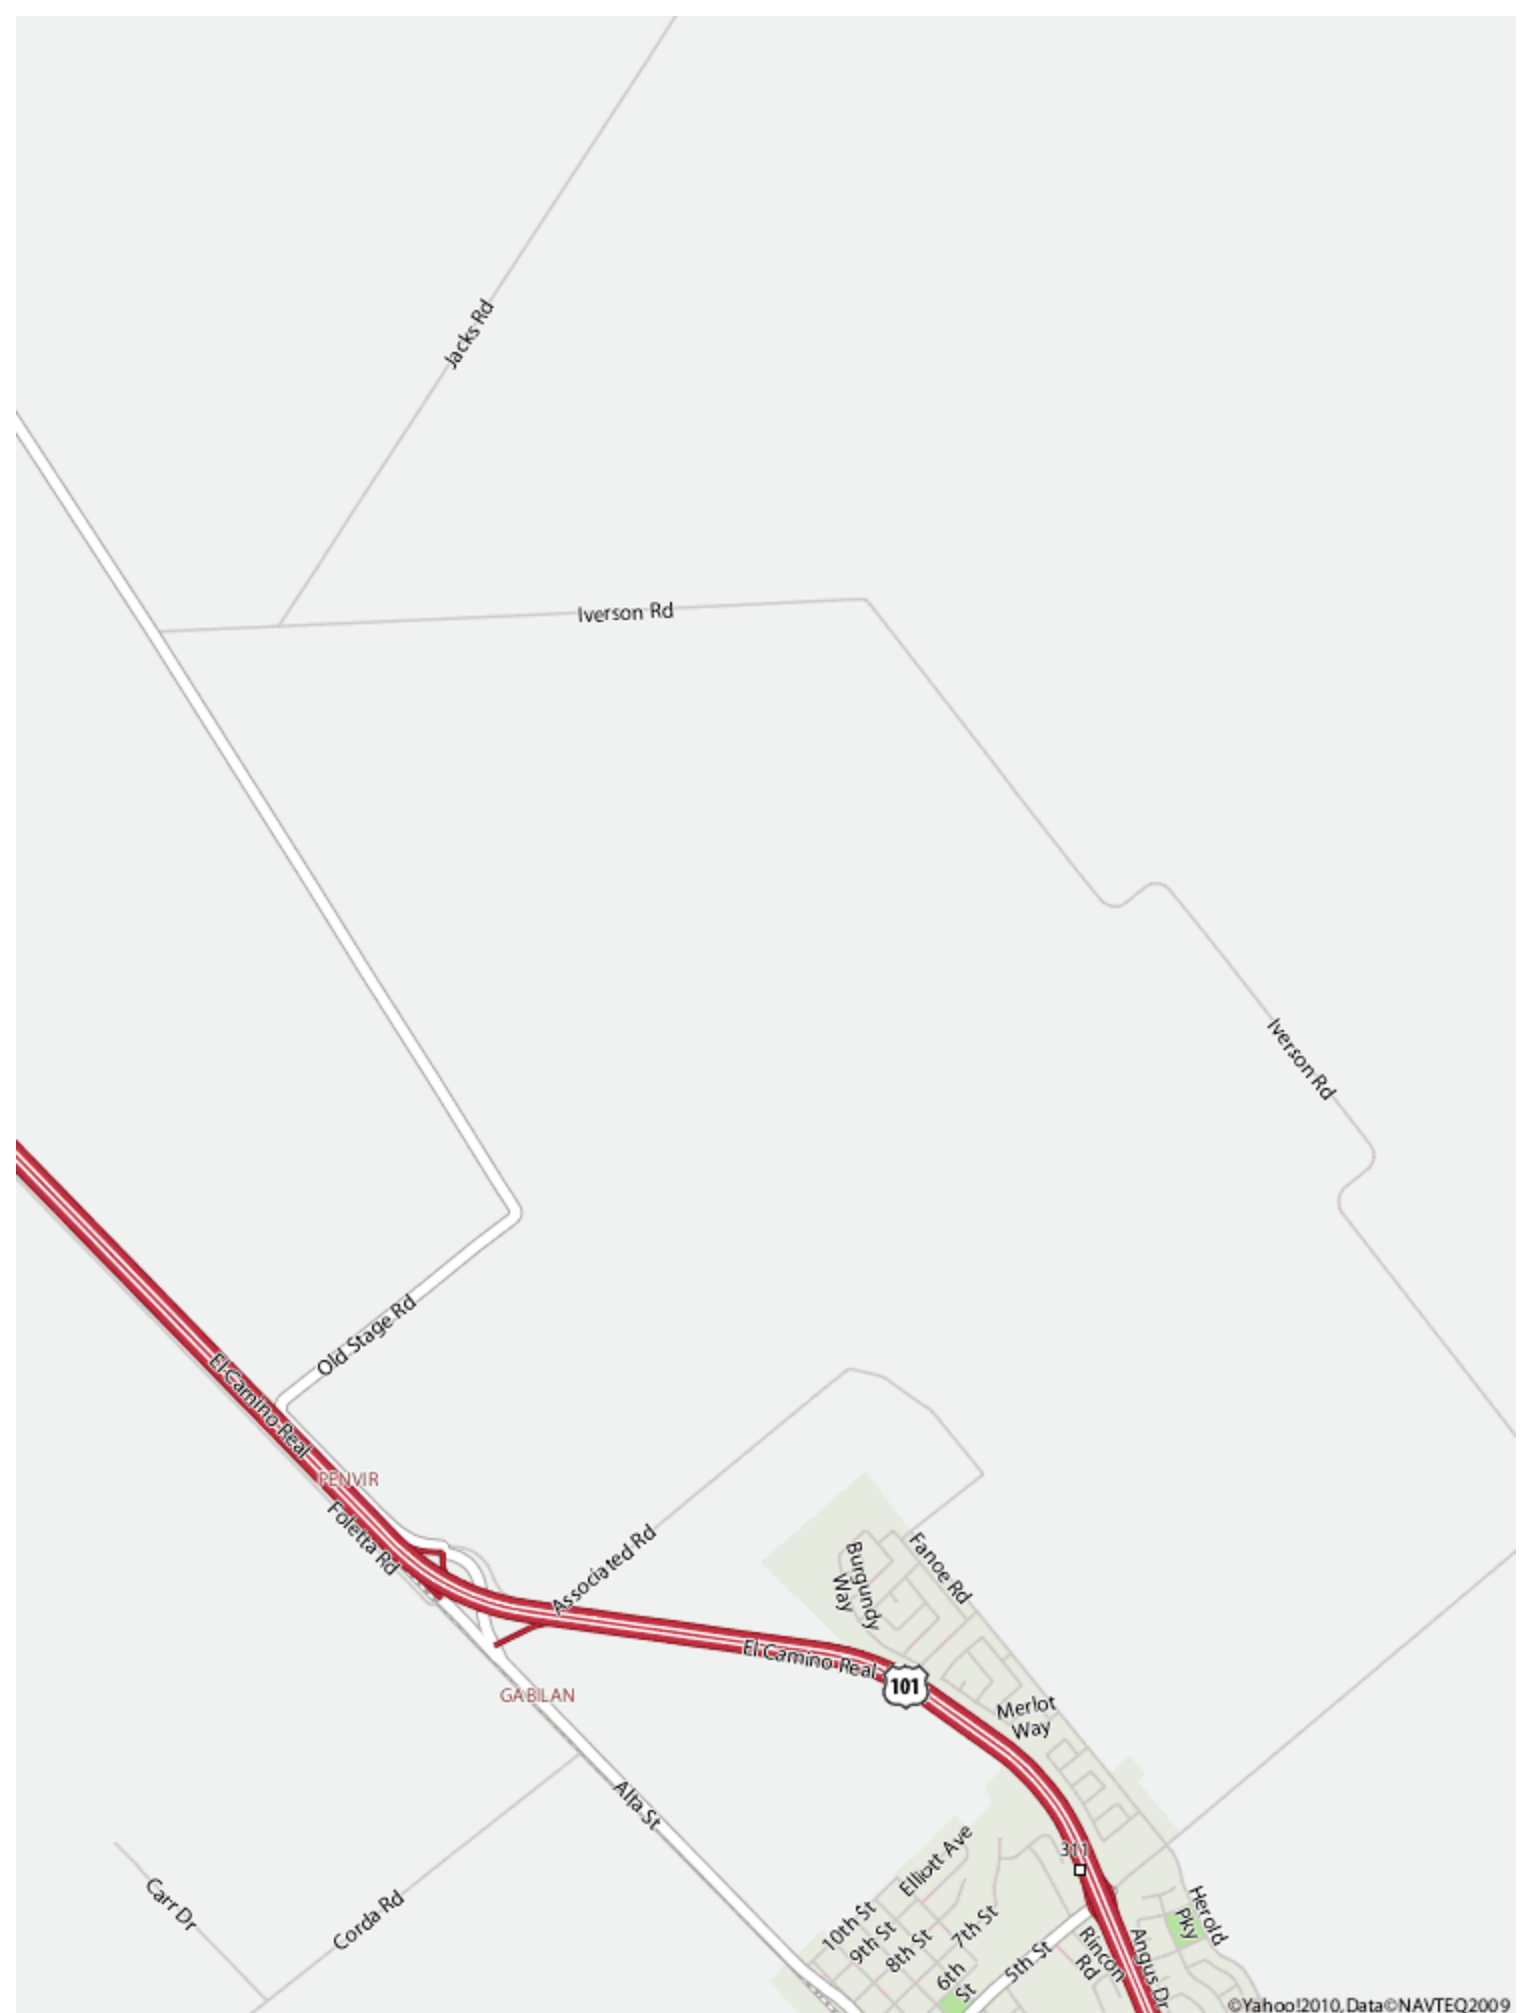 Jacks Rd
Iverson Rd
Iverson Rd
Old Stage Rd
El Camino Real
PENVIR
Foletta Rd
Associated Rd
Burgundy
Way
Fanoe Rd
El Camino Real
101
GABILAN
Merlot
Way
Alta St
311
Elliott Ave
Carr Dr
Corda Rd
10th St
9th St
8th St
7th St
6th
St
5th St
Rincon
Rd
Angus Dr
Herold
Pky
©Yahoo!2010, Data©NAVTEQ2009